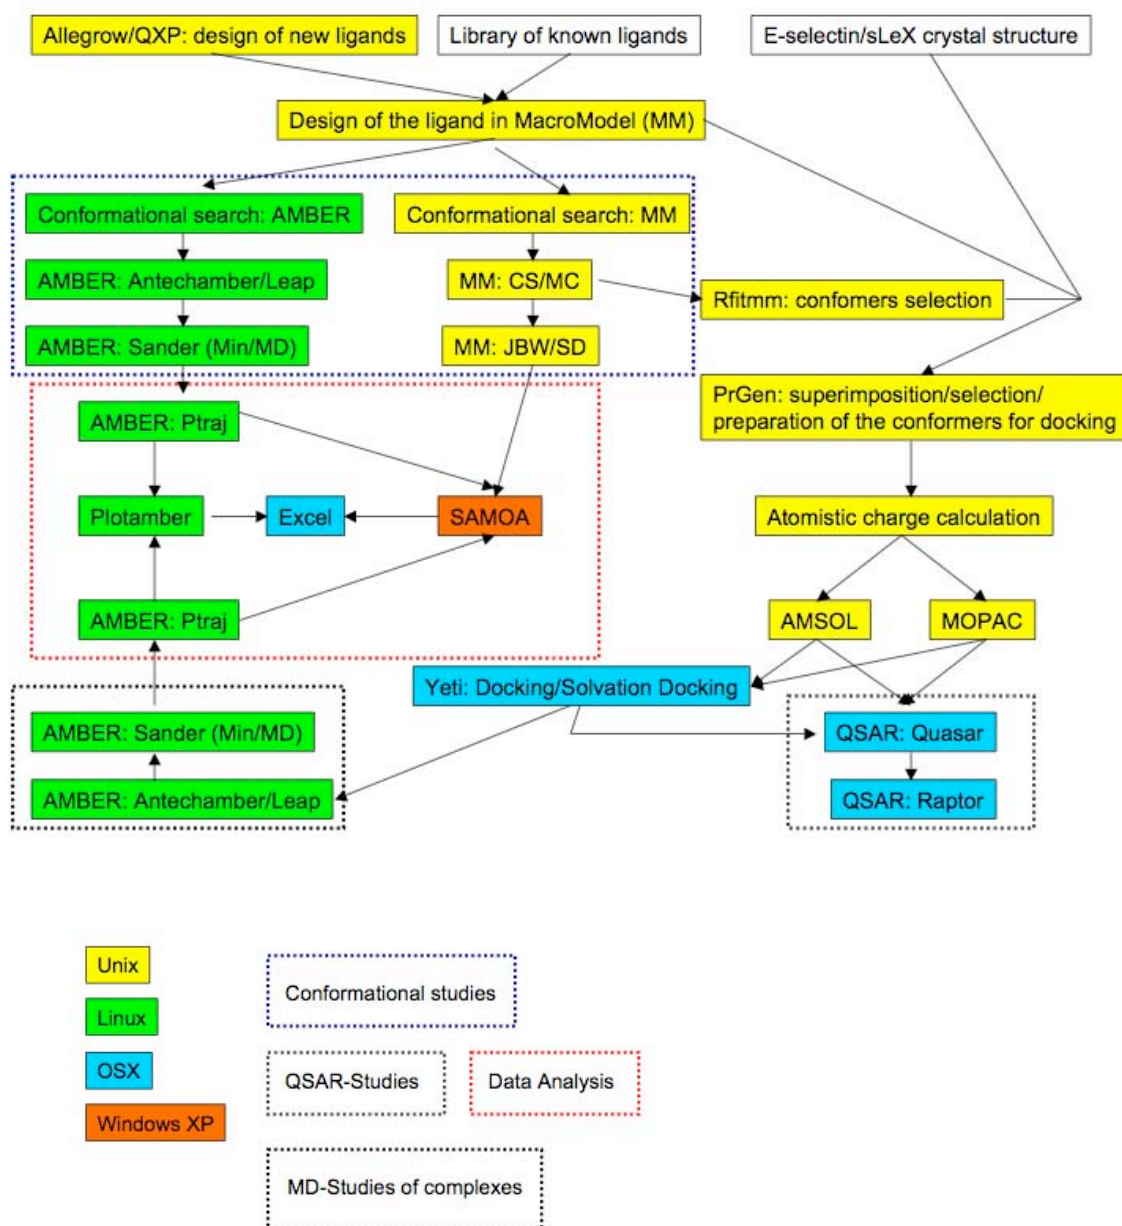 Allegrow/QXP: design of new ligands
Library of known ligands
E-selectin/sLeX crystal structure
Design of the ligand in MacroModel (MM)
Conformational search: AMBER
Conformational search: MM
AMBER: Antechamber/Leap
MM: CS/MC
Rfitmm: confomers selection
AMBER: Sander (Min/MD)
MM: JBW/SD
PrGen: superimposition/selection/
preparation of the conformers for docking
AMBER: Ptraj
Plotamber
Excel
SAMOA
Atomistic charge calculation
AMBER: Ptraj
AMSOL
MOPAC
Yeti: Docking/Solvation Docking
AMBER: Sander (Min/MD)
QSAR: Quasar
AMBER: Antechamber/Leap
QSAR: Raptor
Unix
Linux
OSX
Windows XP
Conformational studies
QSAR-Studies
Data Analysis
MD-Studies of complexes